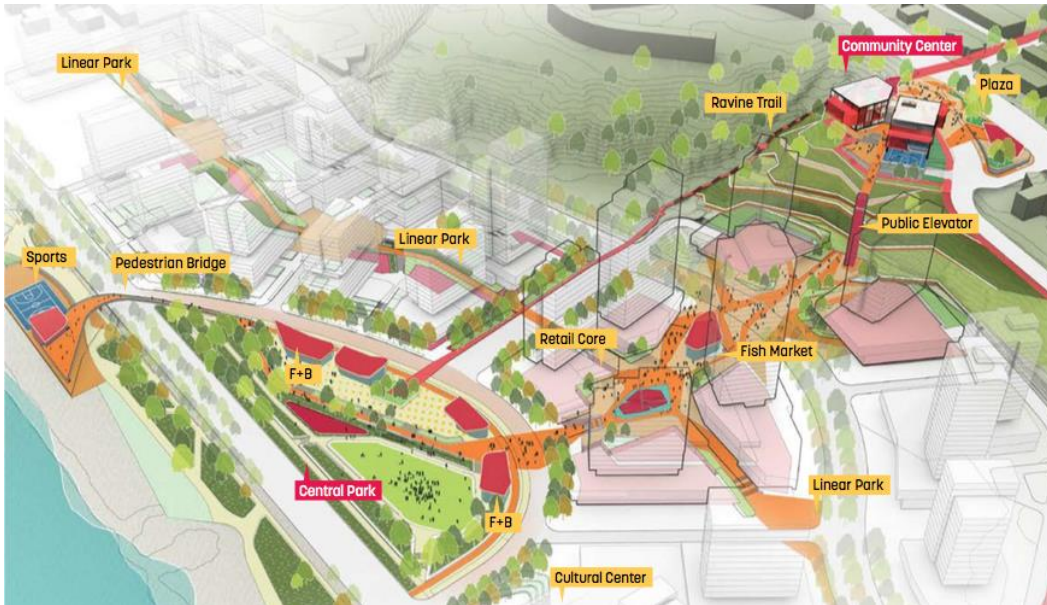 Community Center
Linear Park
Plaza
Ravine Trail
Public Elevator
Linear Park
Sports
Pedestrian Bridge
Retail Core
Fish Market
F+B
Linear Park
Central Park
F+B
Cultural Center